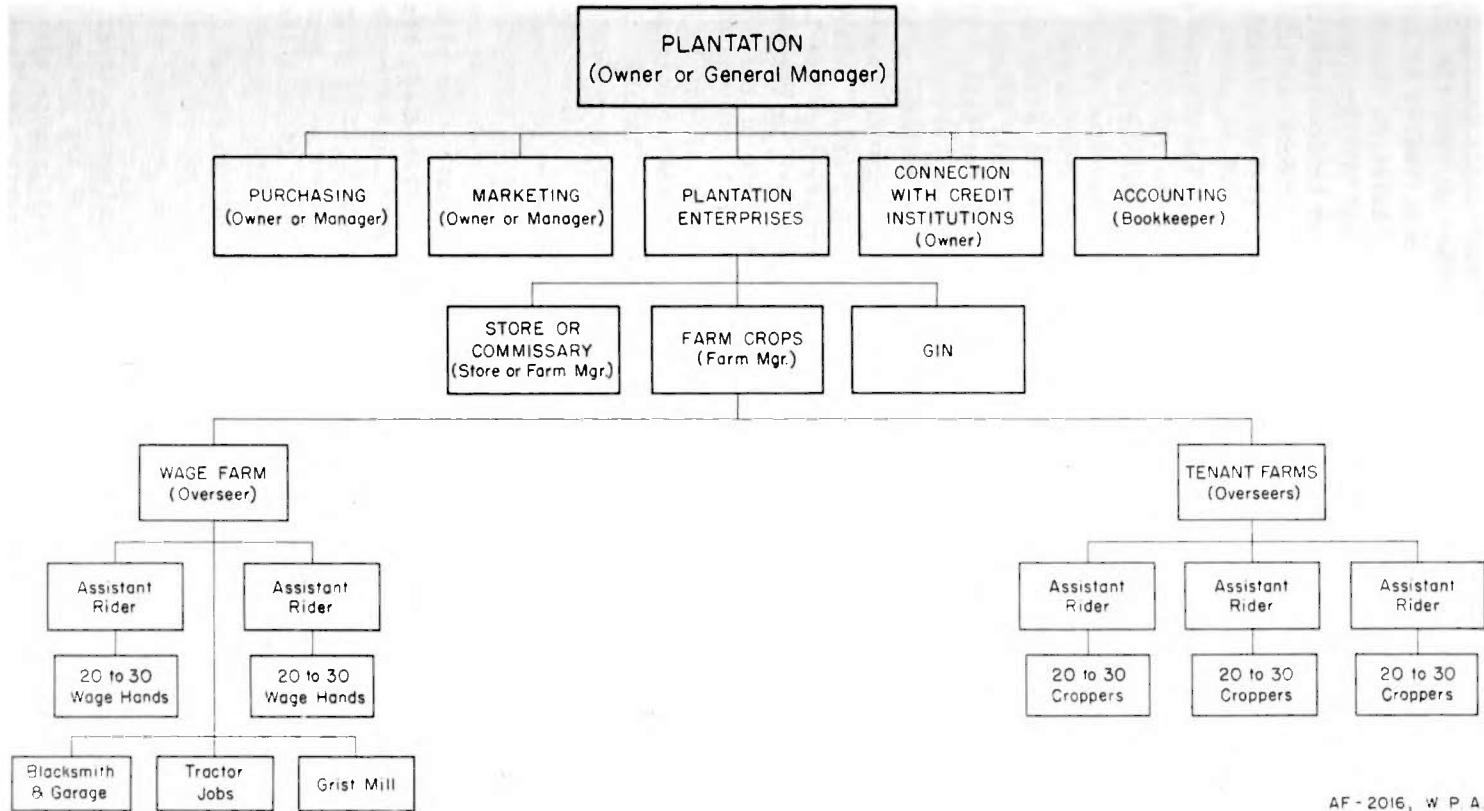 PLANTATION
(Owner or General Manager)
PURCHASING
(Owner or Manager)
MARKETING
(Owner or Manager)
PLANTATION
ENTERPRISES
CONNECTION
WITH CREDIT
INSTITUTIONS
(Owner)
ACCOUNTING
(Bookkeeper)
STORE OR
COMMISSARY
(Store or Farm Mgr.)
FARM CROPS
(Farm Mgr.)
GIN
WAGE FARM
(Overseer)
TENANT FARMS
(Overseers)
Assistant
Rider
Assistant
Rider
Assistant
Rider
Assistant
Rider
Assistant
Rider
20 to 30
Wage Hands
20 to 30
Wage Hands
20 to 30
Croppers
20 to 30
Croppers
20 to 30
Croppers
Blacksmith
& Garage
Tractor
Jobs
Grist Mill
AF-2016, W P A